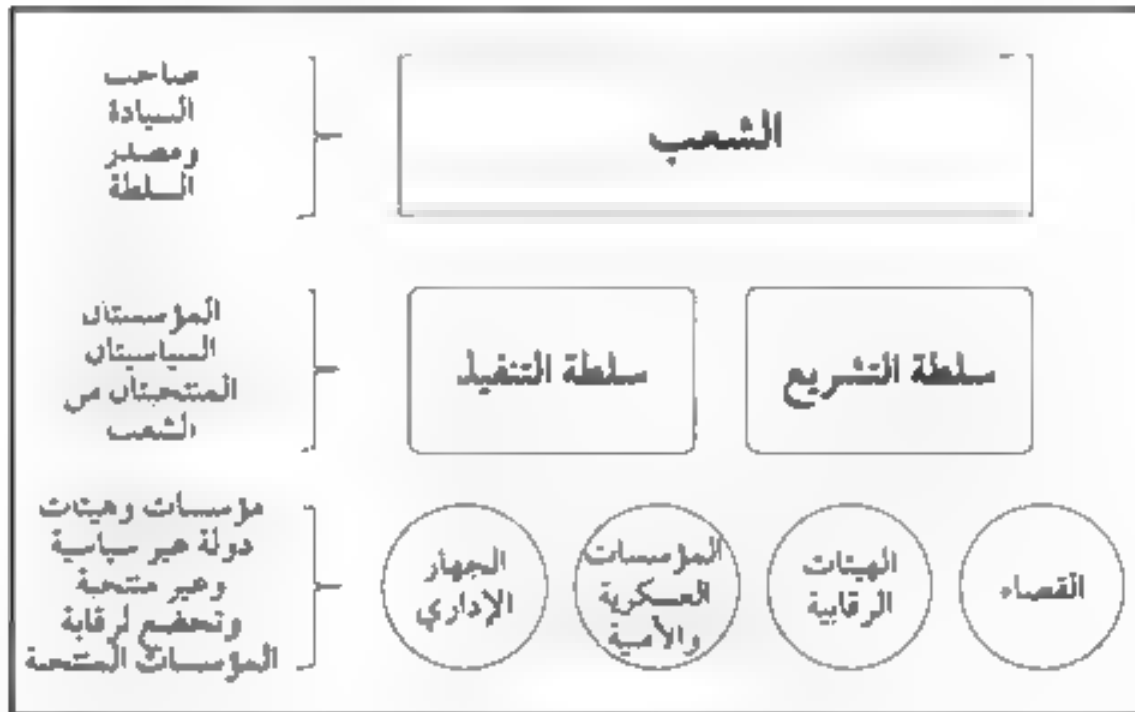 صاحب
السيادة
ومصدر
السلطة
الشعب
المؤسستان
السياسيتان
المنتخبتان من
الشعب
سلطة التشريع
سلطة التنفيذ
مؤسسات وهيئات
دولة غير سياسية
وغير منتخبة
وتخضع لرقابة
المؤسسات المنتخبة
القضاء
الهيئات
الرقابية
المؤسسات
العسكرية
والأمنية
الجهاز
الإداري